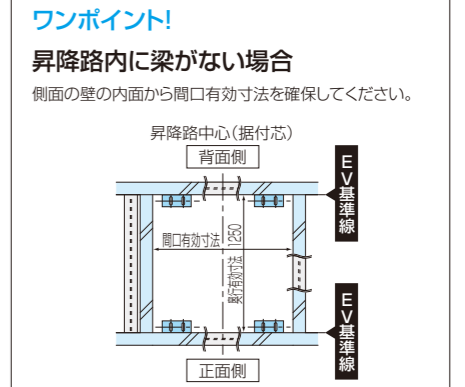 ワンポイント!
昇降路内に梁がない場合
側面の壁の内面から間口有効寸法を確保してください。
昇降路中心（据付芯）
背面側
EV基準線
間口有効寸法
奥行有効寸法 1260
EV基準線
正面側